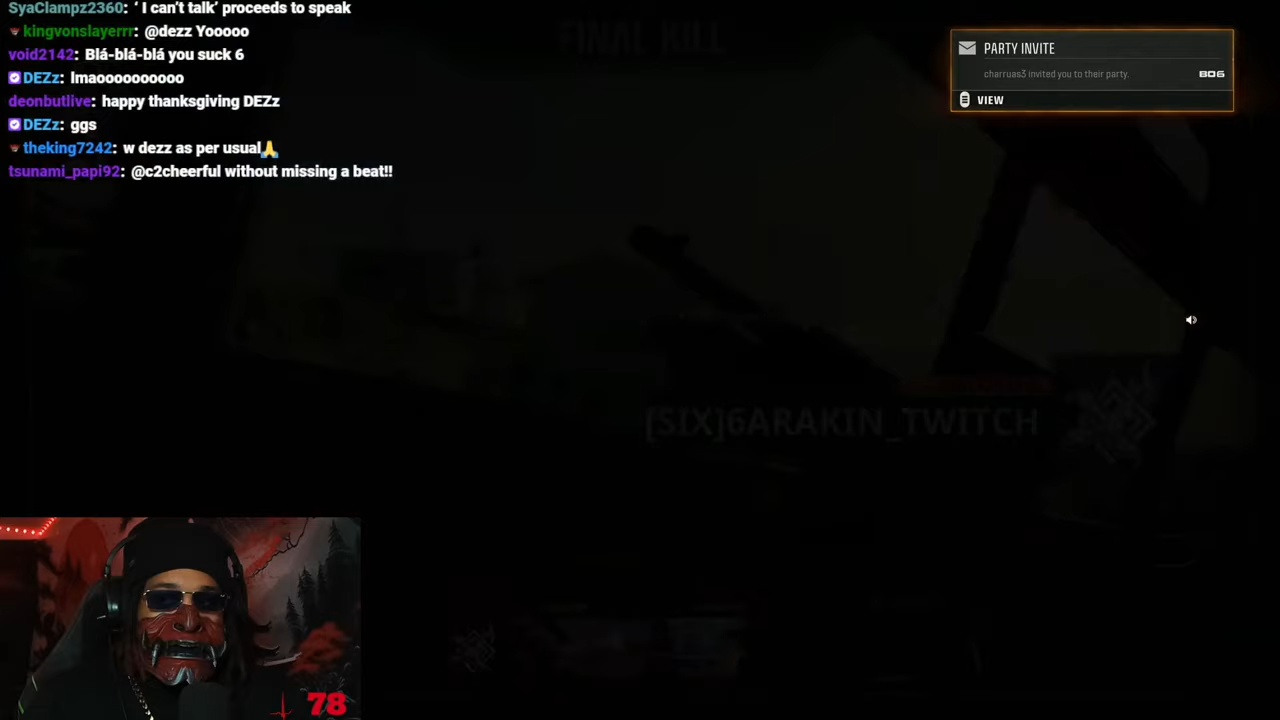 SyaClampz2360: ‘ I can’t talk’ proceeds to speak
kingvonslayerrr: @dezz Yooooo
void2142: Blá-blá-blá you suck 6
DEZz: lmaoooooooooo
deonbutlive: happy thanksgiving DEZz
DEZz: ggs
theking7242: w dezz as per usual🙏
tsunami_papi92: @c2cheerful without missing a beat!!
FINAL KILL
PARTY INVITE
charruas3 invited you to their party.
806
VIEW
[SIX]6ARAKIN_TWITCH
78